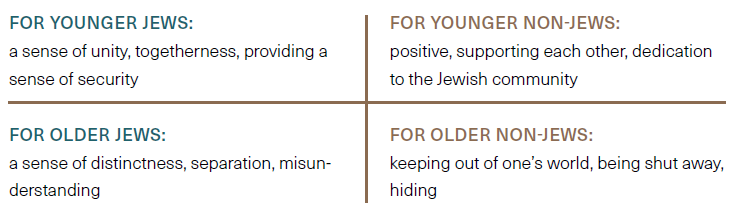 FOR YOUNGER JEWS:
a sense of unity, togetherness, providing a
sense of security
FOR YOUNGER NON-JEWS:
positive, supporting each other, dedication
to the Jewish community
FOR OLDER JEWS:
a sense of distinctness, separation, misun-
derstanding
FOR OLDER NON-JEWS:
keeping out of one's world, being shut away,
hiding